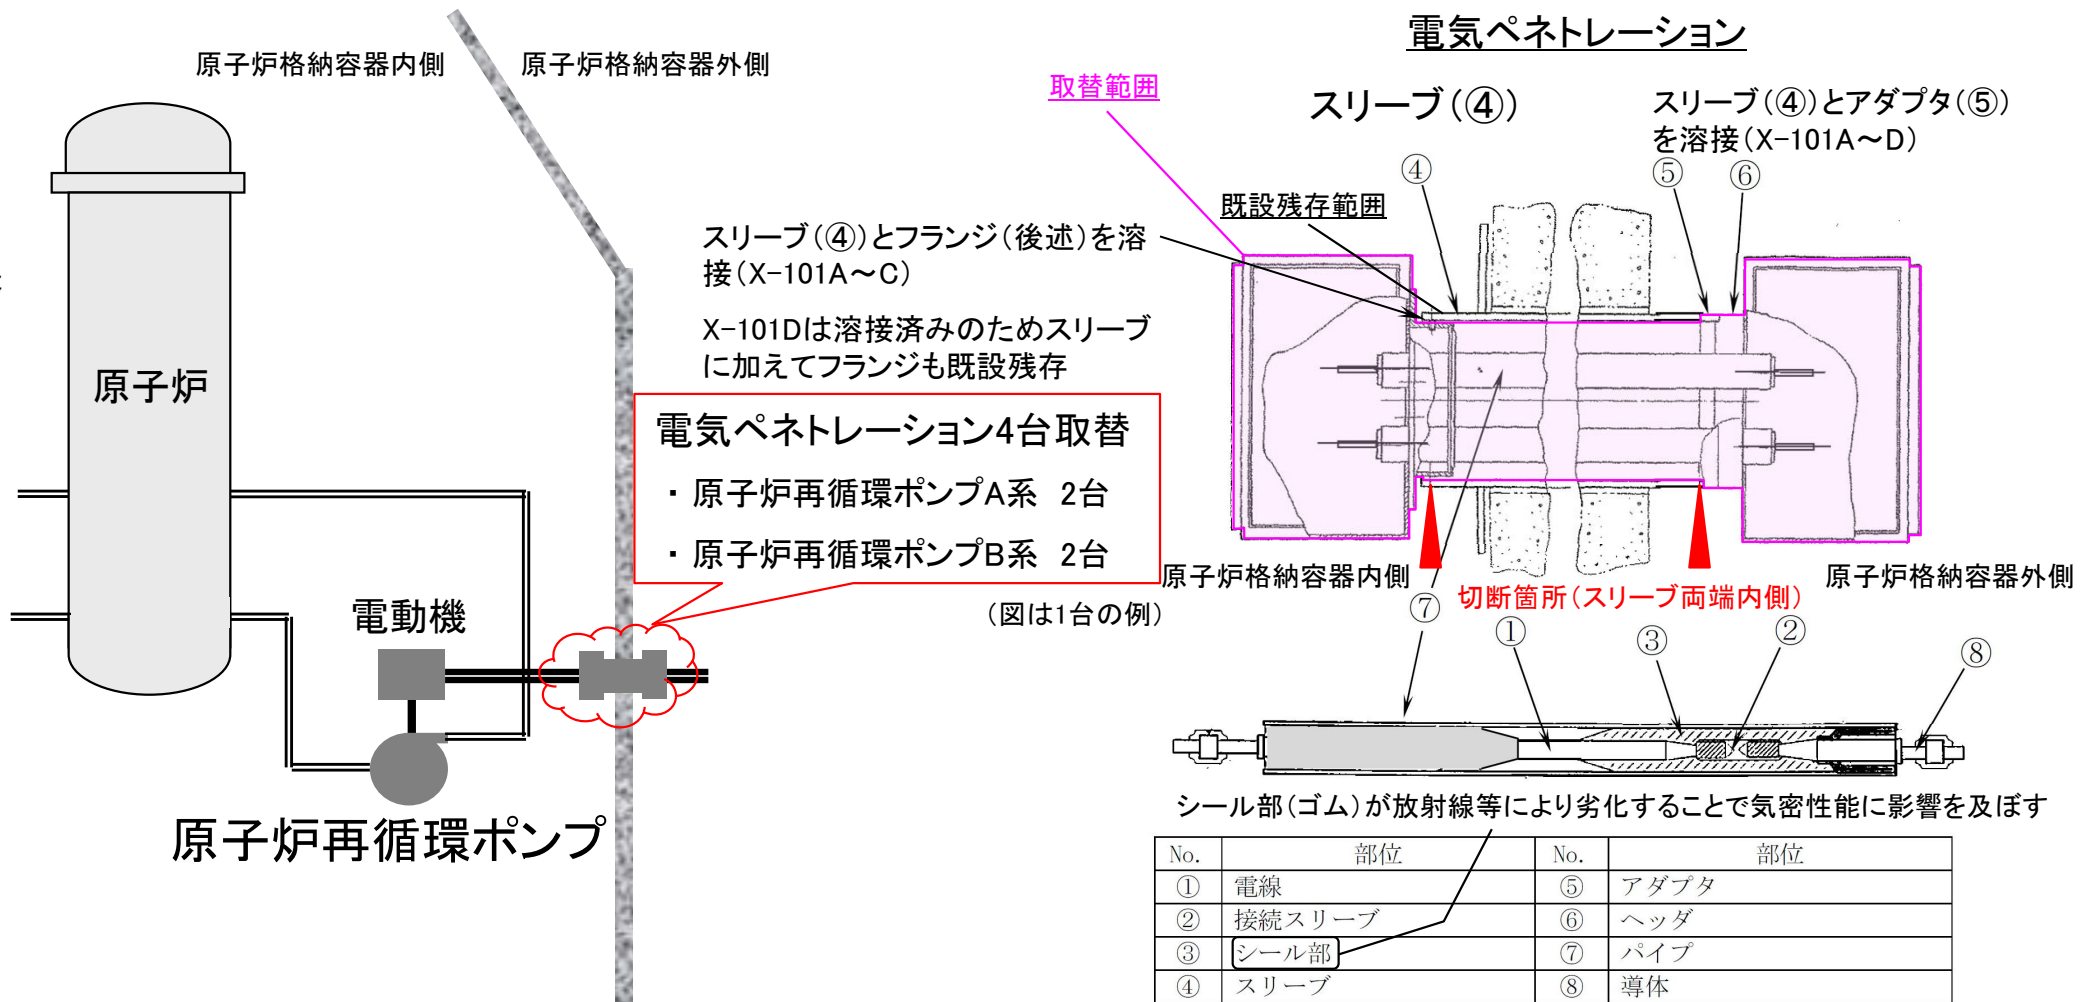 電気ペネトレーション
原子炉格納容器内側
原子炉格納容器外側
取替範囲
スリーブ(④)
スリーブ(④)とアダプタ(⑤)
を溶接(X-101A～D)
④
⑤
⑥
既設残存範囲
スリーブ(④)とフランジ(後述)を溶
接(X-101A～C)
X-101Dは溶接済みのためスリーブ
に加えてフランジも既設残存
原子炉
電気ペネトレーション4台取替
・原子炉再循環ポンプA系 2台
・原子炉再循環ポンプB系 2台
(図は1台の例)
電動機
原子炉再循環ポンプ
原子炉格納容器内側
原子炉格納容器外側
切断箇所(スリーブ両端内側)
⑦
①
③
②
⑧
シール部(ゴム)が放射線等により劣化することで気密性能に影響を及ぼす
No. 部位 No. 部位
① 電線 ⑤ アダプタ
② 接続スリーブ ⑥ ヘッダ
③ シール部 ⑦ パイプ
④ スリーブ ⑧ 導体